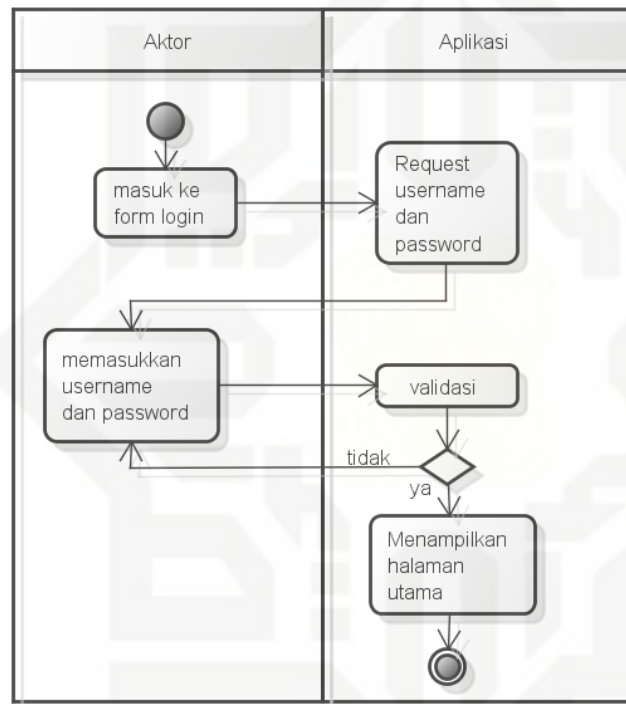 Aktor
Aplikasi
masuk ke
form login
Request
username
dan
password
memasukkan
username
dan password
validasi
tidak
ya
Menampilkan
halaman
utama